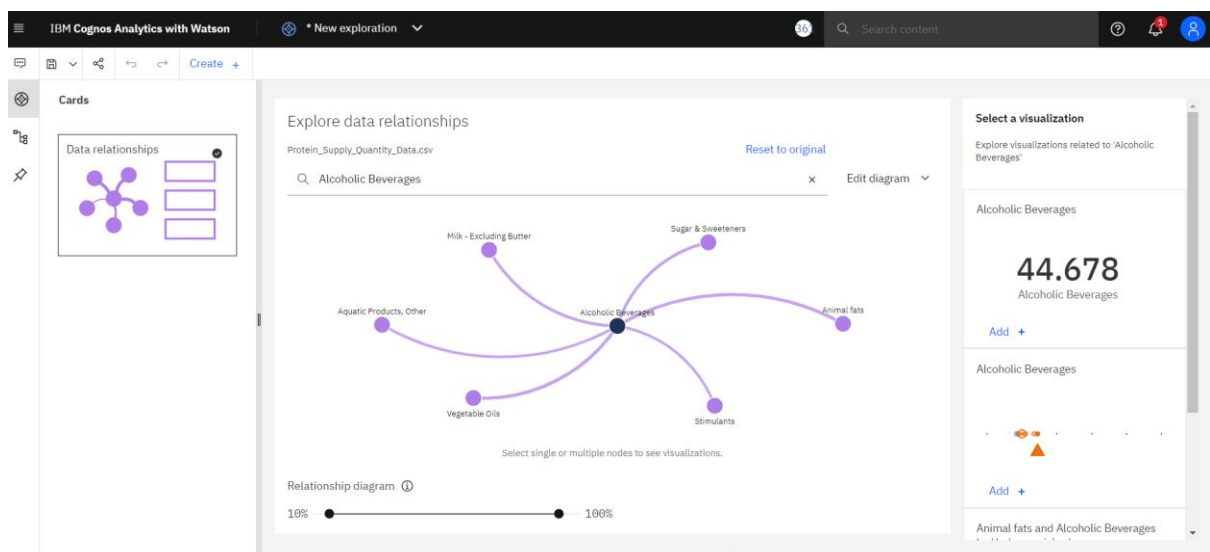 IBM Cognos Analytics with Watson
* New exploration
Search content
1
Create +
Cards
Data relationships
Explore data relationships
Protein_Supply_Quantity_Data.csv
Reset to original
Alcoholic Beverages
Edit diagram
Milk - Excluding Butter
Sugar & Sweeteners
Aquatic Products, Other
Alcoholic Beverages
Animal fats
Vegetable Oils
Stimulants
Select single or multiple nodes to see visualizations.
Relationship diagram
10%
100%
Select a visualization
Explore visualizations related to 'Alcoholic
Beverages'
Alcoholic Beverages
44.678
Alcoholic Beverages
Add +
Alcoholic Beverages
Add +
Animal fats and Alcoholic Beverages